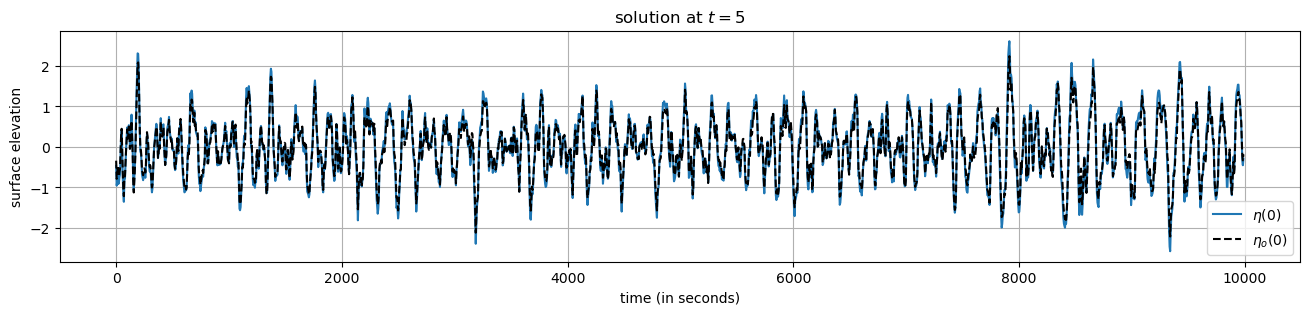 solution at t = 5
surface elevation
2
1
0
−1
−2
0
2000
4000
6000
8000
10000
time (in seconds)
η(0)
ηₒ(0)